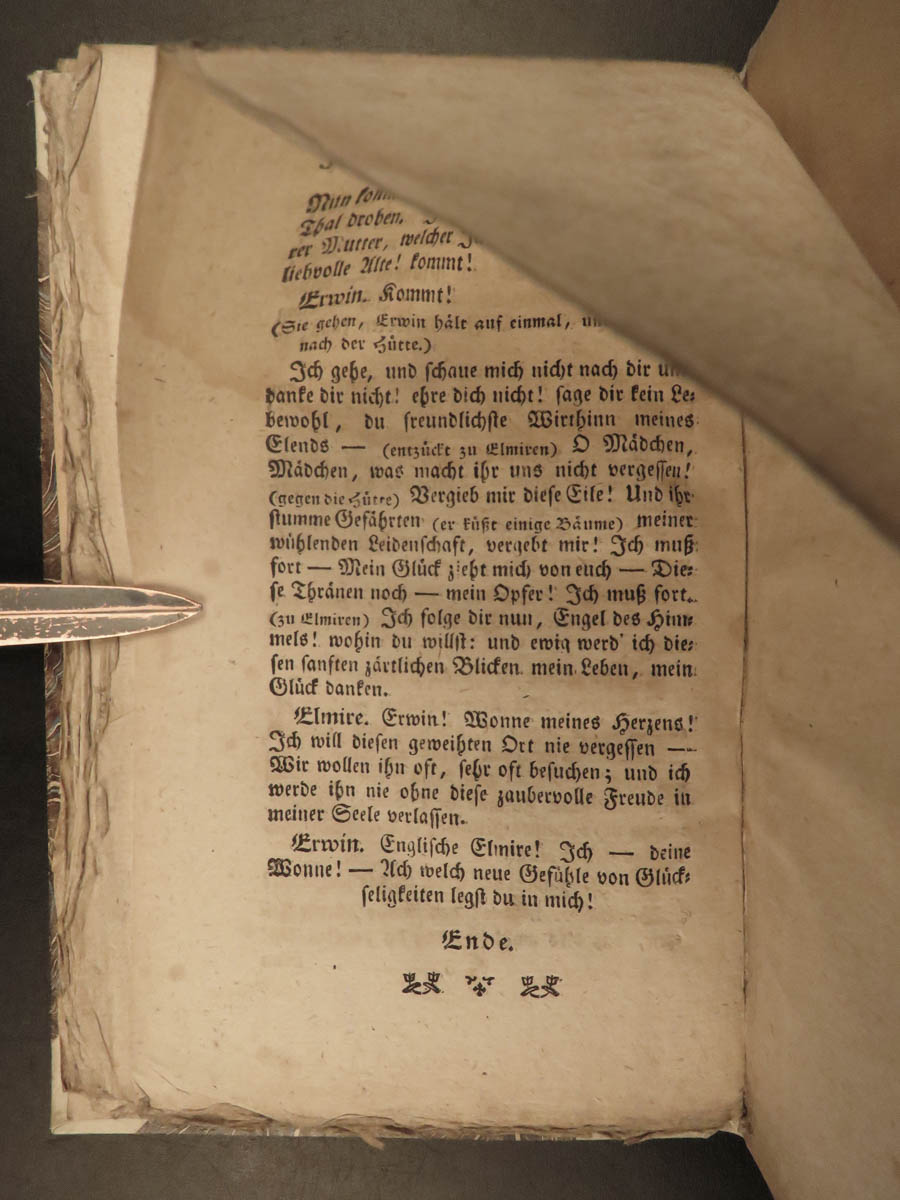 Nun
Thal droben.
rer Mutter, welcher
liebvolle Alte! kommt!
Erwin. Kommt!
(Sie gehen, Erwin hält auf einmal,
nach der Hütte.)
Ich gehe, und schaue mich nicht nach dir
danke dir nicht! ehre dich nicht! sage dir kein Le⸗
bewohl, du freundlichste Wirthinn meines
Elends — (entzückt zu Elmiren) O Mädchen,
Mädchen, was macht ihr uns nicht vergessen!
(gegen die Hütte) Vergieb mir diese Eile! Und ihr
stumme Gefährten (er küßt einige Bäume) meiner
wühlenden Leidenschaft, vergebt mir! Ich muß
fort — Mein Glück zieht mich von euch — Die⸗
se Thränen noch — mein Opfer! Ich muß fort.
(zu Elmiren) Ich folge dir nun, Engel des Him⸗
mels! wohin du willst: und ewig werd' ich die⸗
sen sanften zärtlichen Blicken mein Leben, mein
Glück danken.
Elmire. Erwin! Wonne meines Herzens!
Ich will diesen geweihten Ort nie vergessen —
Wir wollen ihn oft, sehr oft besuchen; und ich
werde ihn nie ohne diese zaubervolle Freude in
meiner Seele verlassen.
Erwin. Englische Elmire! Ich — deine
Wonne! — Ach welch neue Gefühle von Glück⸗
seligkeiten legst du in mich!
Ende.